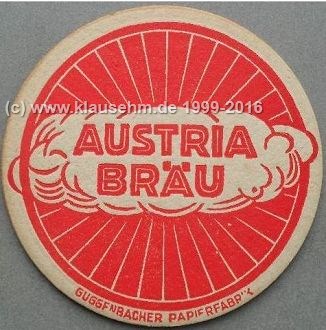 (c) www.klausehm.de 1999-2016
AUSTRIA
BRÄU
GUGGENBACHER PAPIERFABRIK